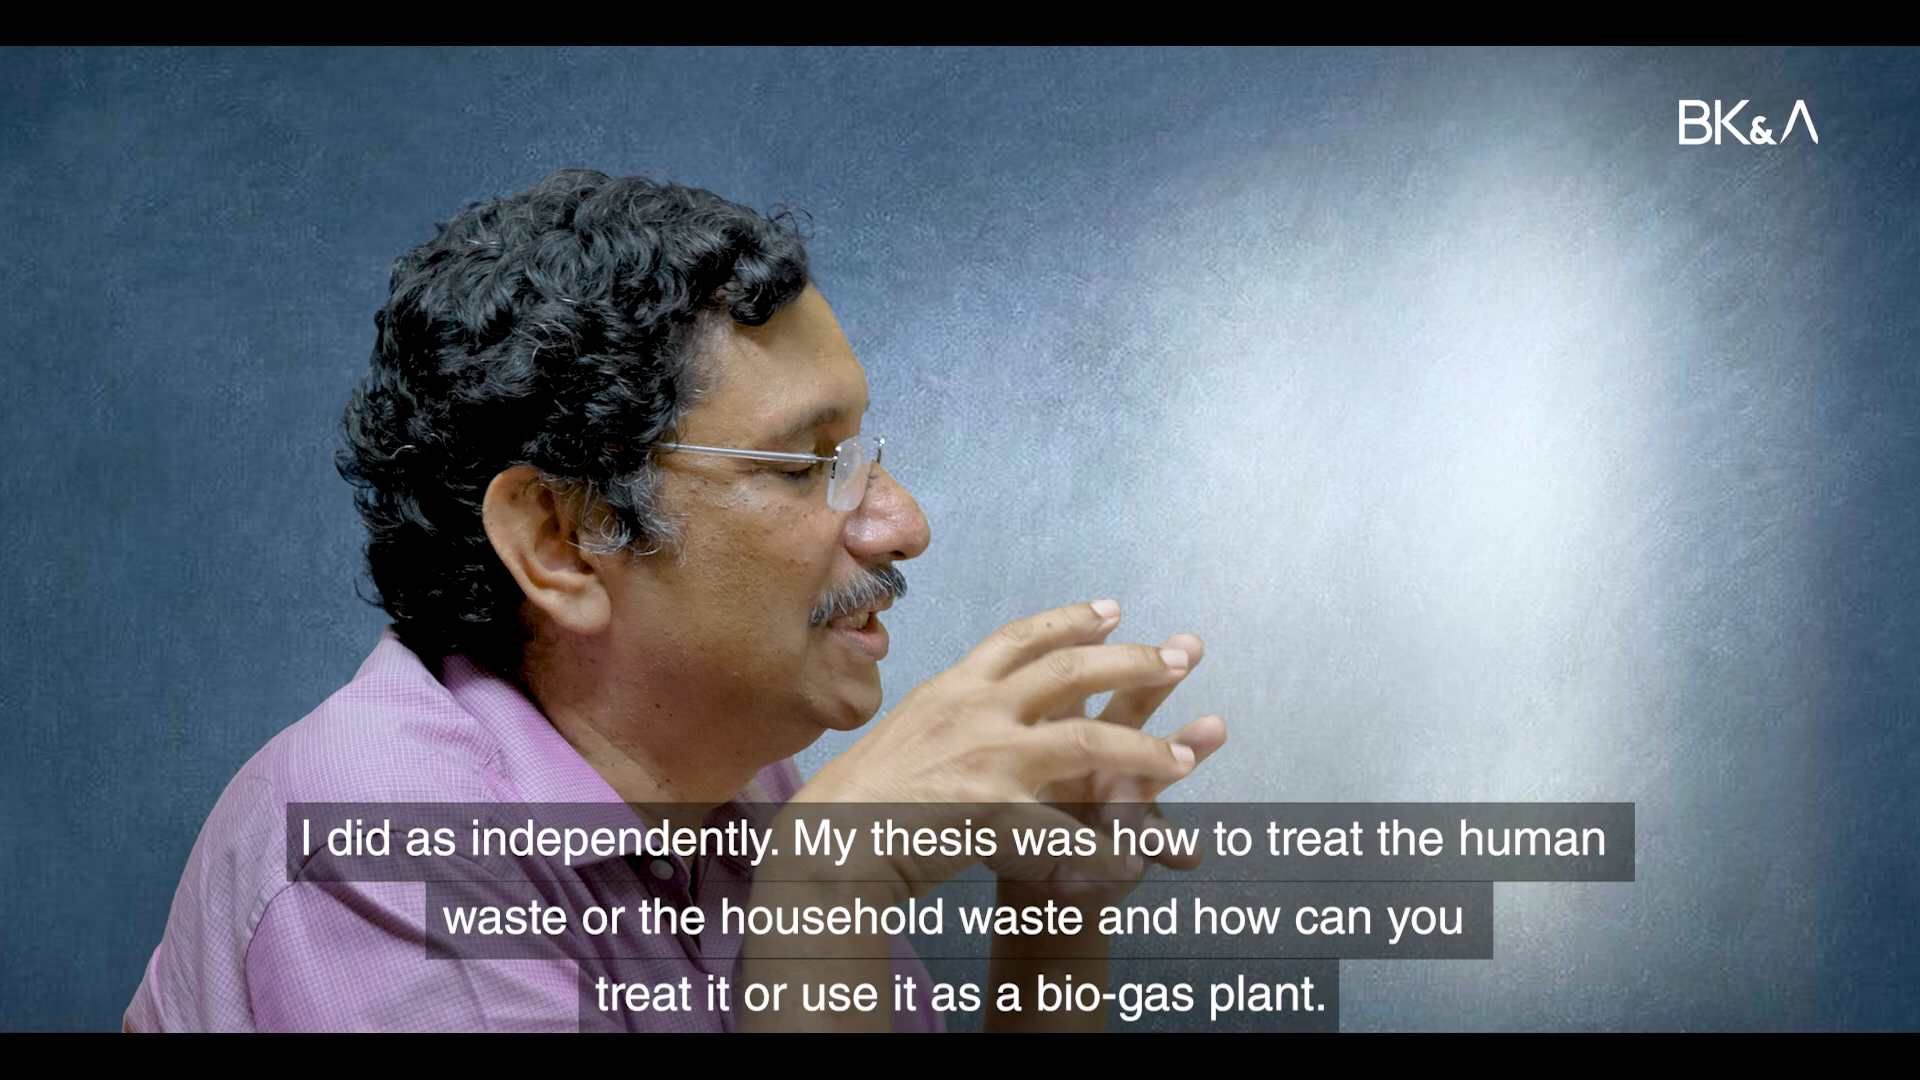 BK&A
I did as independently. My thesis was how to treat the human
waste or the household waste and how can you
treat it or use it as a bio-gas plant.